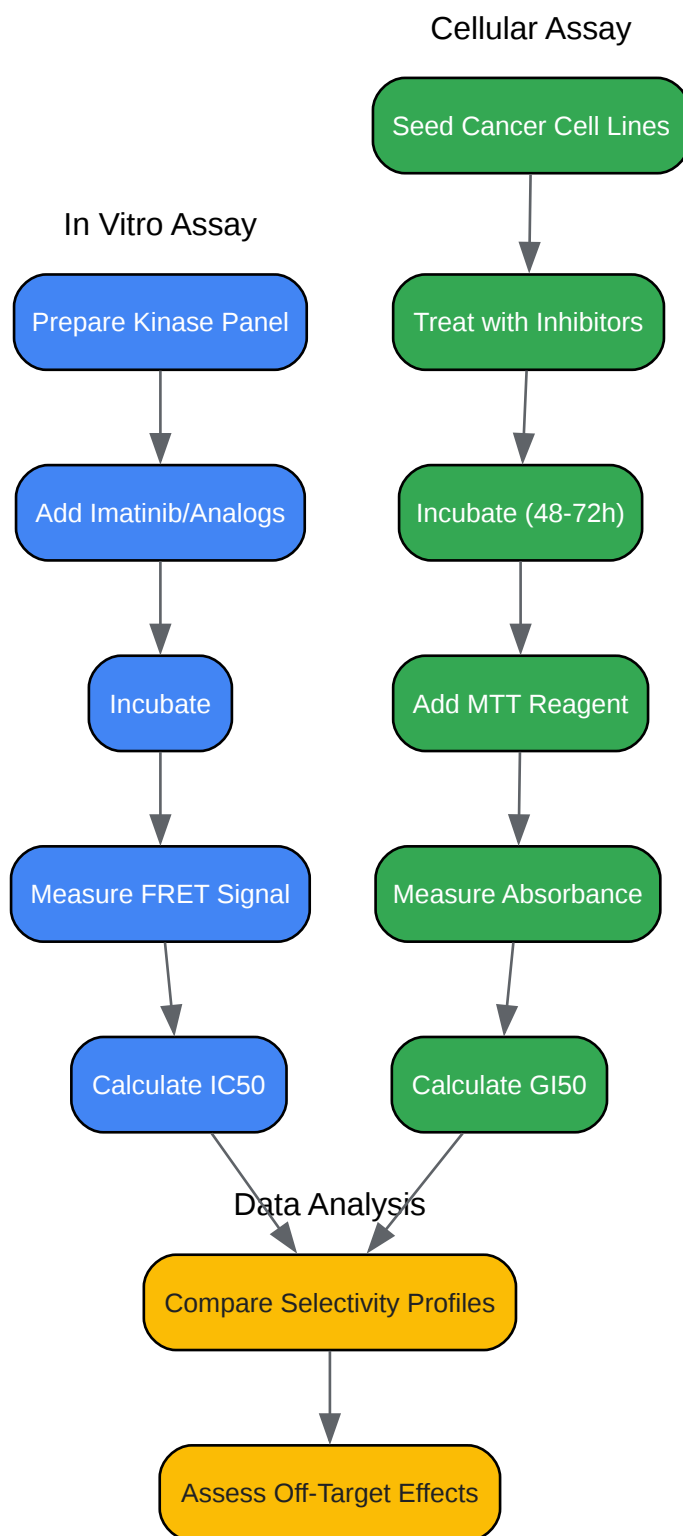 Cellular Assay
Seed Cancer Cell Lines
In Vitro Assay
Prepare Kinase Panel
Treat with Inhibitors
Add Imatinib/Analogs
Incubate (48-72h)
Incubate
Add MTT Reagent
Measure FRET Signal
Measure Absorbance
Calculate IC50
Calculate GI50
Data Analysis
Compare Selectivity Profiles
Assess Off-Target Effects